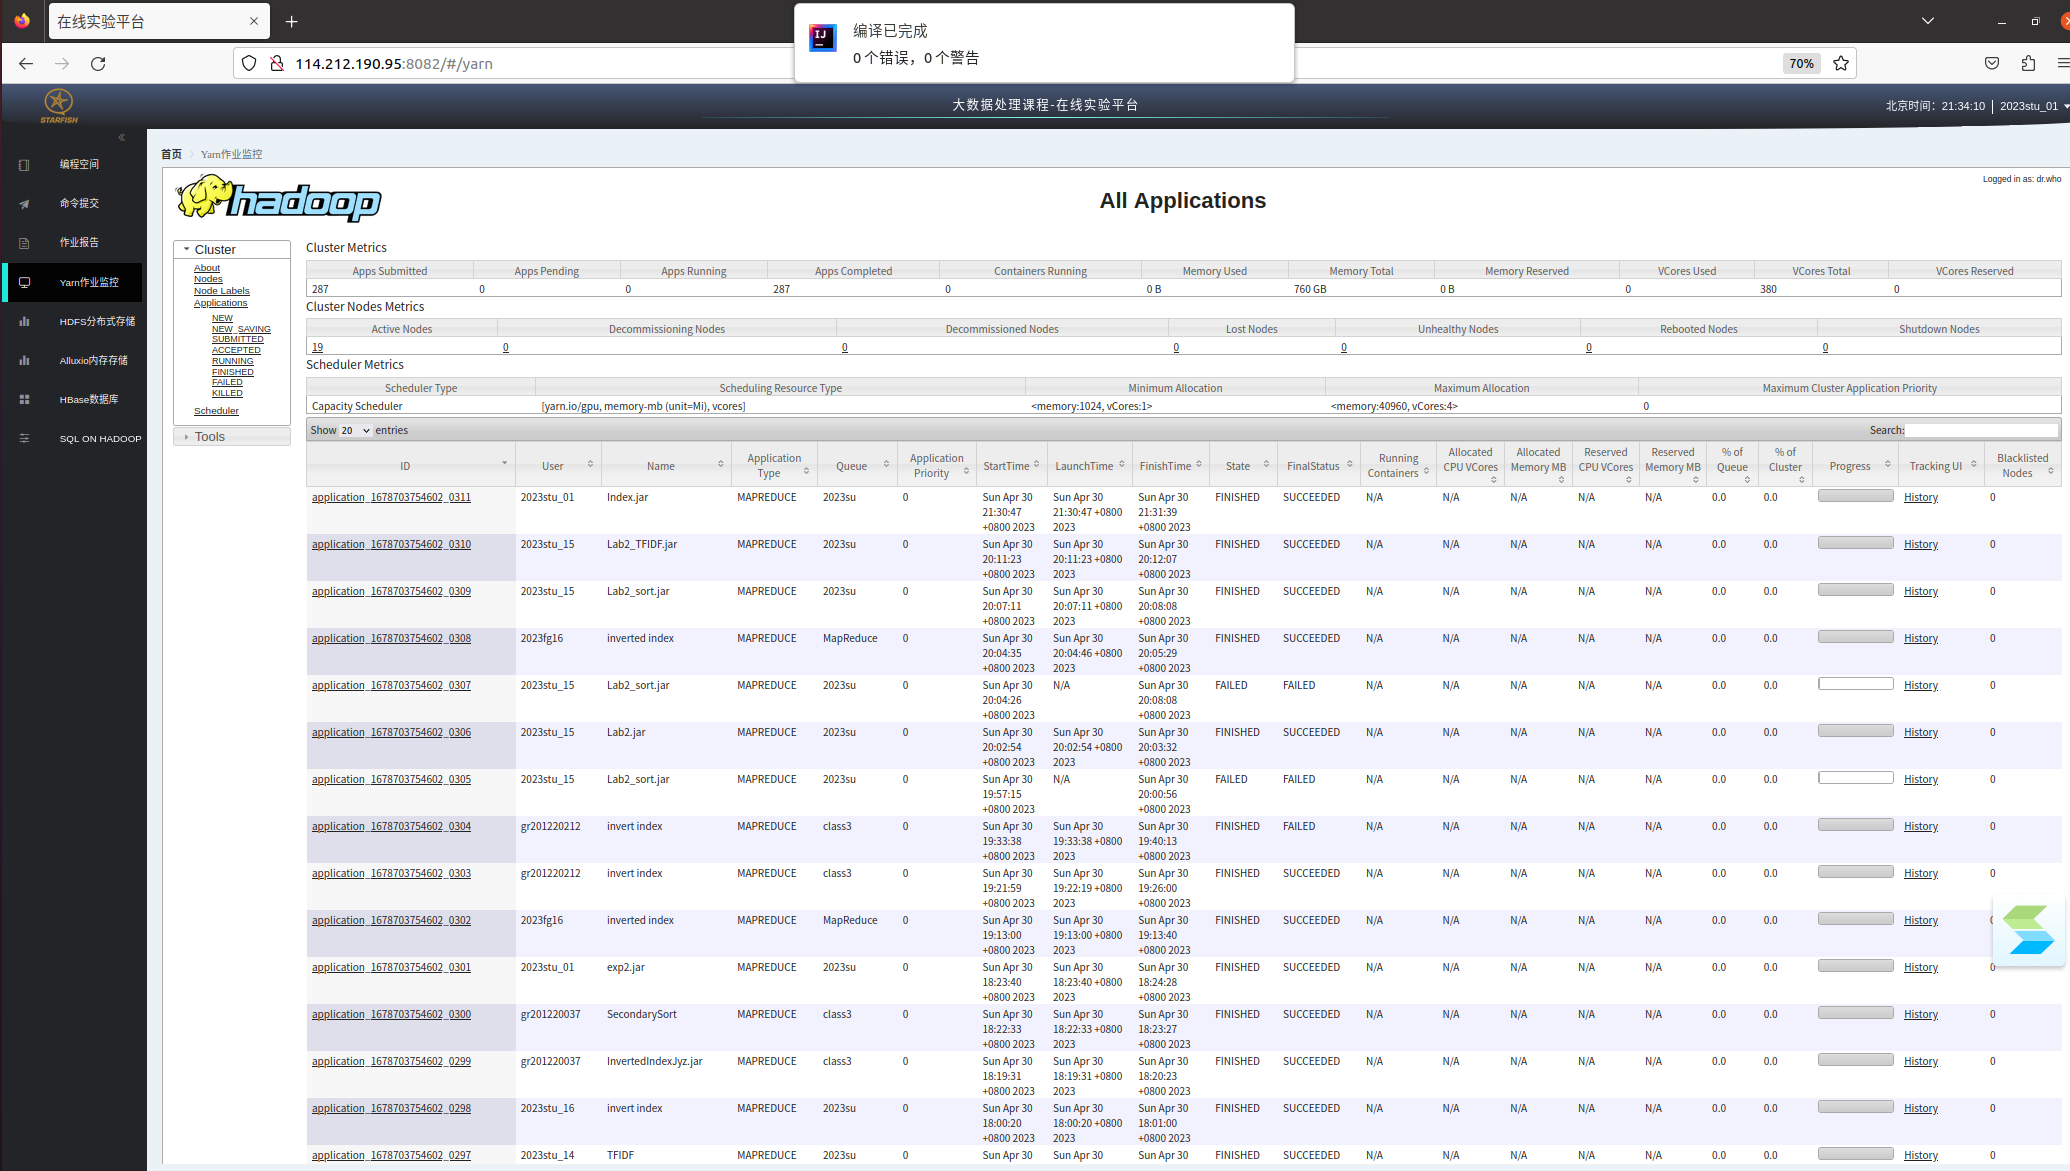 在线实验平台
编译已完成
0 个错误，0 个警告
114.212.190.95:8082/#/yarn
70%
STARFISH
大数据处理课程-在线实验平台
北京时间：21:34:10 | 2023stu_01
编程空间
命令提交
作业报告
Yarn作业监控
HDFS分布式存储
Alluxio内存存储
HBase数据库
SQL ON HADOOP
首页 Yarn作业监控
hadoop
All Applications
Logged in as: dr.who
Cluster
About
Nodes
Node Labels
Applications
NEW
NEW_SAVING
SUBMITTED
ACCEPTED
RUNNING
FINISHED
FAILED
KILLED
Scheduler
Tools
Cluster Metrics
Apps Submitted Apps Pending Apps Running Apps Completed Containers Running Memory Used Memory Total Memory Reserved VCores Used VCores Total VCores Reserved
287 0 0 287 0 0 B 760 GB 0 B 0 380 0
Cluster Nodes Metrics
Active Nodes Decommissioning Nodes Decommissioned Nodes Lost Nodes Unhealthy Nodes Rebooted Nodes Shutdown Nodes
19 0 0 0 0 0 0
Scheduler Metrics
Scheduler Type Scheduling Resource Type Minimum Allocation Maximum Allocation Maximum Cluster Application Priority
Capacity Scheduler [yarn.io/gpu, memory-mb (unit=Mi), vcores] <memory:1024, vCores:1> <memory:40960, vCores:4> 0
Show 20 entries Search:
ID User Name Application Type Queue Application Priority StartTime LaunchTime FinishTime State FinalStatus Running Containers Allocated CPU VCores Allocated Memory MB Reserved CPU VCores Reserved Memory MB % of Queue % of Cluster Progress Tracking UI Blacklisted Nodes
application_1678703754602_0311 2023stu_01 Index.jar MAPREDUCE 2023su 0 Sun Apr 30 21:30:47 +0800 2023 Sun Apr 30 21:30:47 +0800 2023 Sun Apr 30 21:31:39 +0800 2023 FINISHED SUCCEEDED N/A N/A N/A N/A N/A 0.0 0.0 History 0
application_1678703754602_0310 2023stu_15 Lab2_TFIDF.jar MAPREDUCE 2023su 0 Sun Apr 30 20:11:23 +0800 2023 Sun Apr 30 20:11:23 +0800 2023 Sun Apr 30 20:12:07 +0800 2023 FINISHED SUCCEEDED N/A N/A N/A N/A N/A 0.0 0.0 History 0
application_1678703754602_0309 2023stu_15 Lab2_sort.jar MAPREDUCE 2023su 0 Sun Apr 30 20:07:11 +0800 2023 Sun Apr 30 20:07:11 +0800 2023 Sun Apr 30 20:08:08 +0800 2023 FINISHED SUCCEEDED N/A N/A N/A N/A N/A 0.0 0.0 History 0
application_1678703754602_0308 2023fg16 inverted index MAPREDUCE MapReduce 0 Sun Apr 30 20:04:35 +0800 2023 Sun Apr 30 20:04:46 +0800 2023 Sun Apr 30 20:05:29 +0800 2023 FINISHED SUCCEEDED N/A N/A N/A N/A N/A 0.0 0.0 History 0
application_1678703754602_0307 2023stu_15 Lab2_sort.jar MAPREDUCE 2023su 0 Sun Apr 30 20:04:26 +0800 2023 N/A Sun Apr 30 20:08:08 +0800 2023 FAILED FAILED N/A N/A N/A N/A N/A 0.0 0.0 History 0
application_1678703754602_0306 2023stu_15 Lab2.jar MAPREDUCE 2023su 0 Sun Apr 30 20:02:54 +0800 2023 Sun Apr 30 20:02:54 +0800 2023 Sun Apr 30 20:03:32 +0800 2023 FINISHED SUCCEEDED N/A N/A N/A N/A N/A 0.0 0.0 History 0
application_1678703754602_0305 2023stu_15 Lab2_sort.jar MAPREDUCE 2023su 0 Sun Apr 30 19:57:15 +0800 2023 N/A Sun Apr 30 20:00:56 +0800 2023 FAILED FAILED N/A N/A N/A N/A N/A 0.0 0.0 History 0
application_1678703754602_0304 gr201220212 invert index MAPREDUCE class3 0 Sun Apr 30 19:33:38 +0800 2023 Sun Apr 30 19:33:38 +0800 2023 Sun Apr 30 19:40:13 +0800 2023 FINISHED FAILED N/A N/A N/A N/A N/A 0.0 0.0 History 0
application_1678703754602_0303 gr201220212 invert index MAPREDUCE class3 0 Sun Apr 30 19:21:59 +0800 2023 Sun Apr 30 19:22:19 +0800 2023 Sun Apr 30 19:26:00 +0800 2023 FINISHED SUCCEEDED N/A N/A N/A N/A N/A 0.0 0.0 History 0
application_1678703754602_0302 2023fg16 inverted index MAPREDUCE MapReduce 0 Sun Apr 30 19:13:00 +0800 2023 Sun Apr 30 19:13:00 +0800 2023 Sun Apr 30 19:13:40 +0800 2023 FINISHED SUCCEEDED N/A N/A N/A N/A N/A 0.0 0.0 History 0
application_1678703754602_0301 2023stu_01 exp2.jar MAPREDUCE 2023su 0 Sun Apr 30 18:23:40 +0800 2023 Sun Apr 30 18:23:40 +0800 2023 Sun Apr 30 18:24:28 +0800 2023 FINISHED SUCCEEDED N/A N/A N/A N/A N/A 0.0 0.0 History 0
application_1678703754602_0300 gr201220037 SecondarySort MAPREDUCE class3 0 Sun Apr 30 18:22:33 +0800 2023 Sun Apr 30 18:22:33 +0800 2023 Sun Apr 30 18:23:27 +0800 2023 FINISHED SUCCEEDED N/A N/A N/A N/A N/A 0.0 0.0 History 0
application_1678703754602_0299 gr201220037 InvertedIndexJyz.jar MAPREDUCE class3 0 Sun Apr 30 18:19:31 +0800 2023 Sun Apr 30 18:19:31 +0800 2023 Sun Apr 30 18:20:23 +0800 2023 FINISHED SUCCEEDED N/A N/A N/A N/A N/A 0.0 0.0 History 0
application_1678703754602_0298 2023stu_16 invert index MAPREDUCE 2023su 0 Sun Apr 30 18:00:20 +0800 2023 Sun Apr 30 18:00:20 +0800 2023 Sun Apr 30 18:01:00 +0800 2023 FINISHED SUCCEEDED N/A N/A N/A N/A N/A 0.0 0.0 History 0
application_1678703754602_0297 2023stu_14 TFIDF MAPREDUCE 2023su 0 Sun Apr 30 Sun Apr 30 Sun Apr 30 FINISHED SUCCEEDED N/A N/A N/A N/A N/A 0.0 0.0 History 0